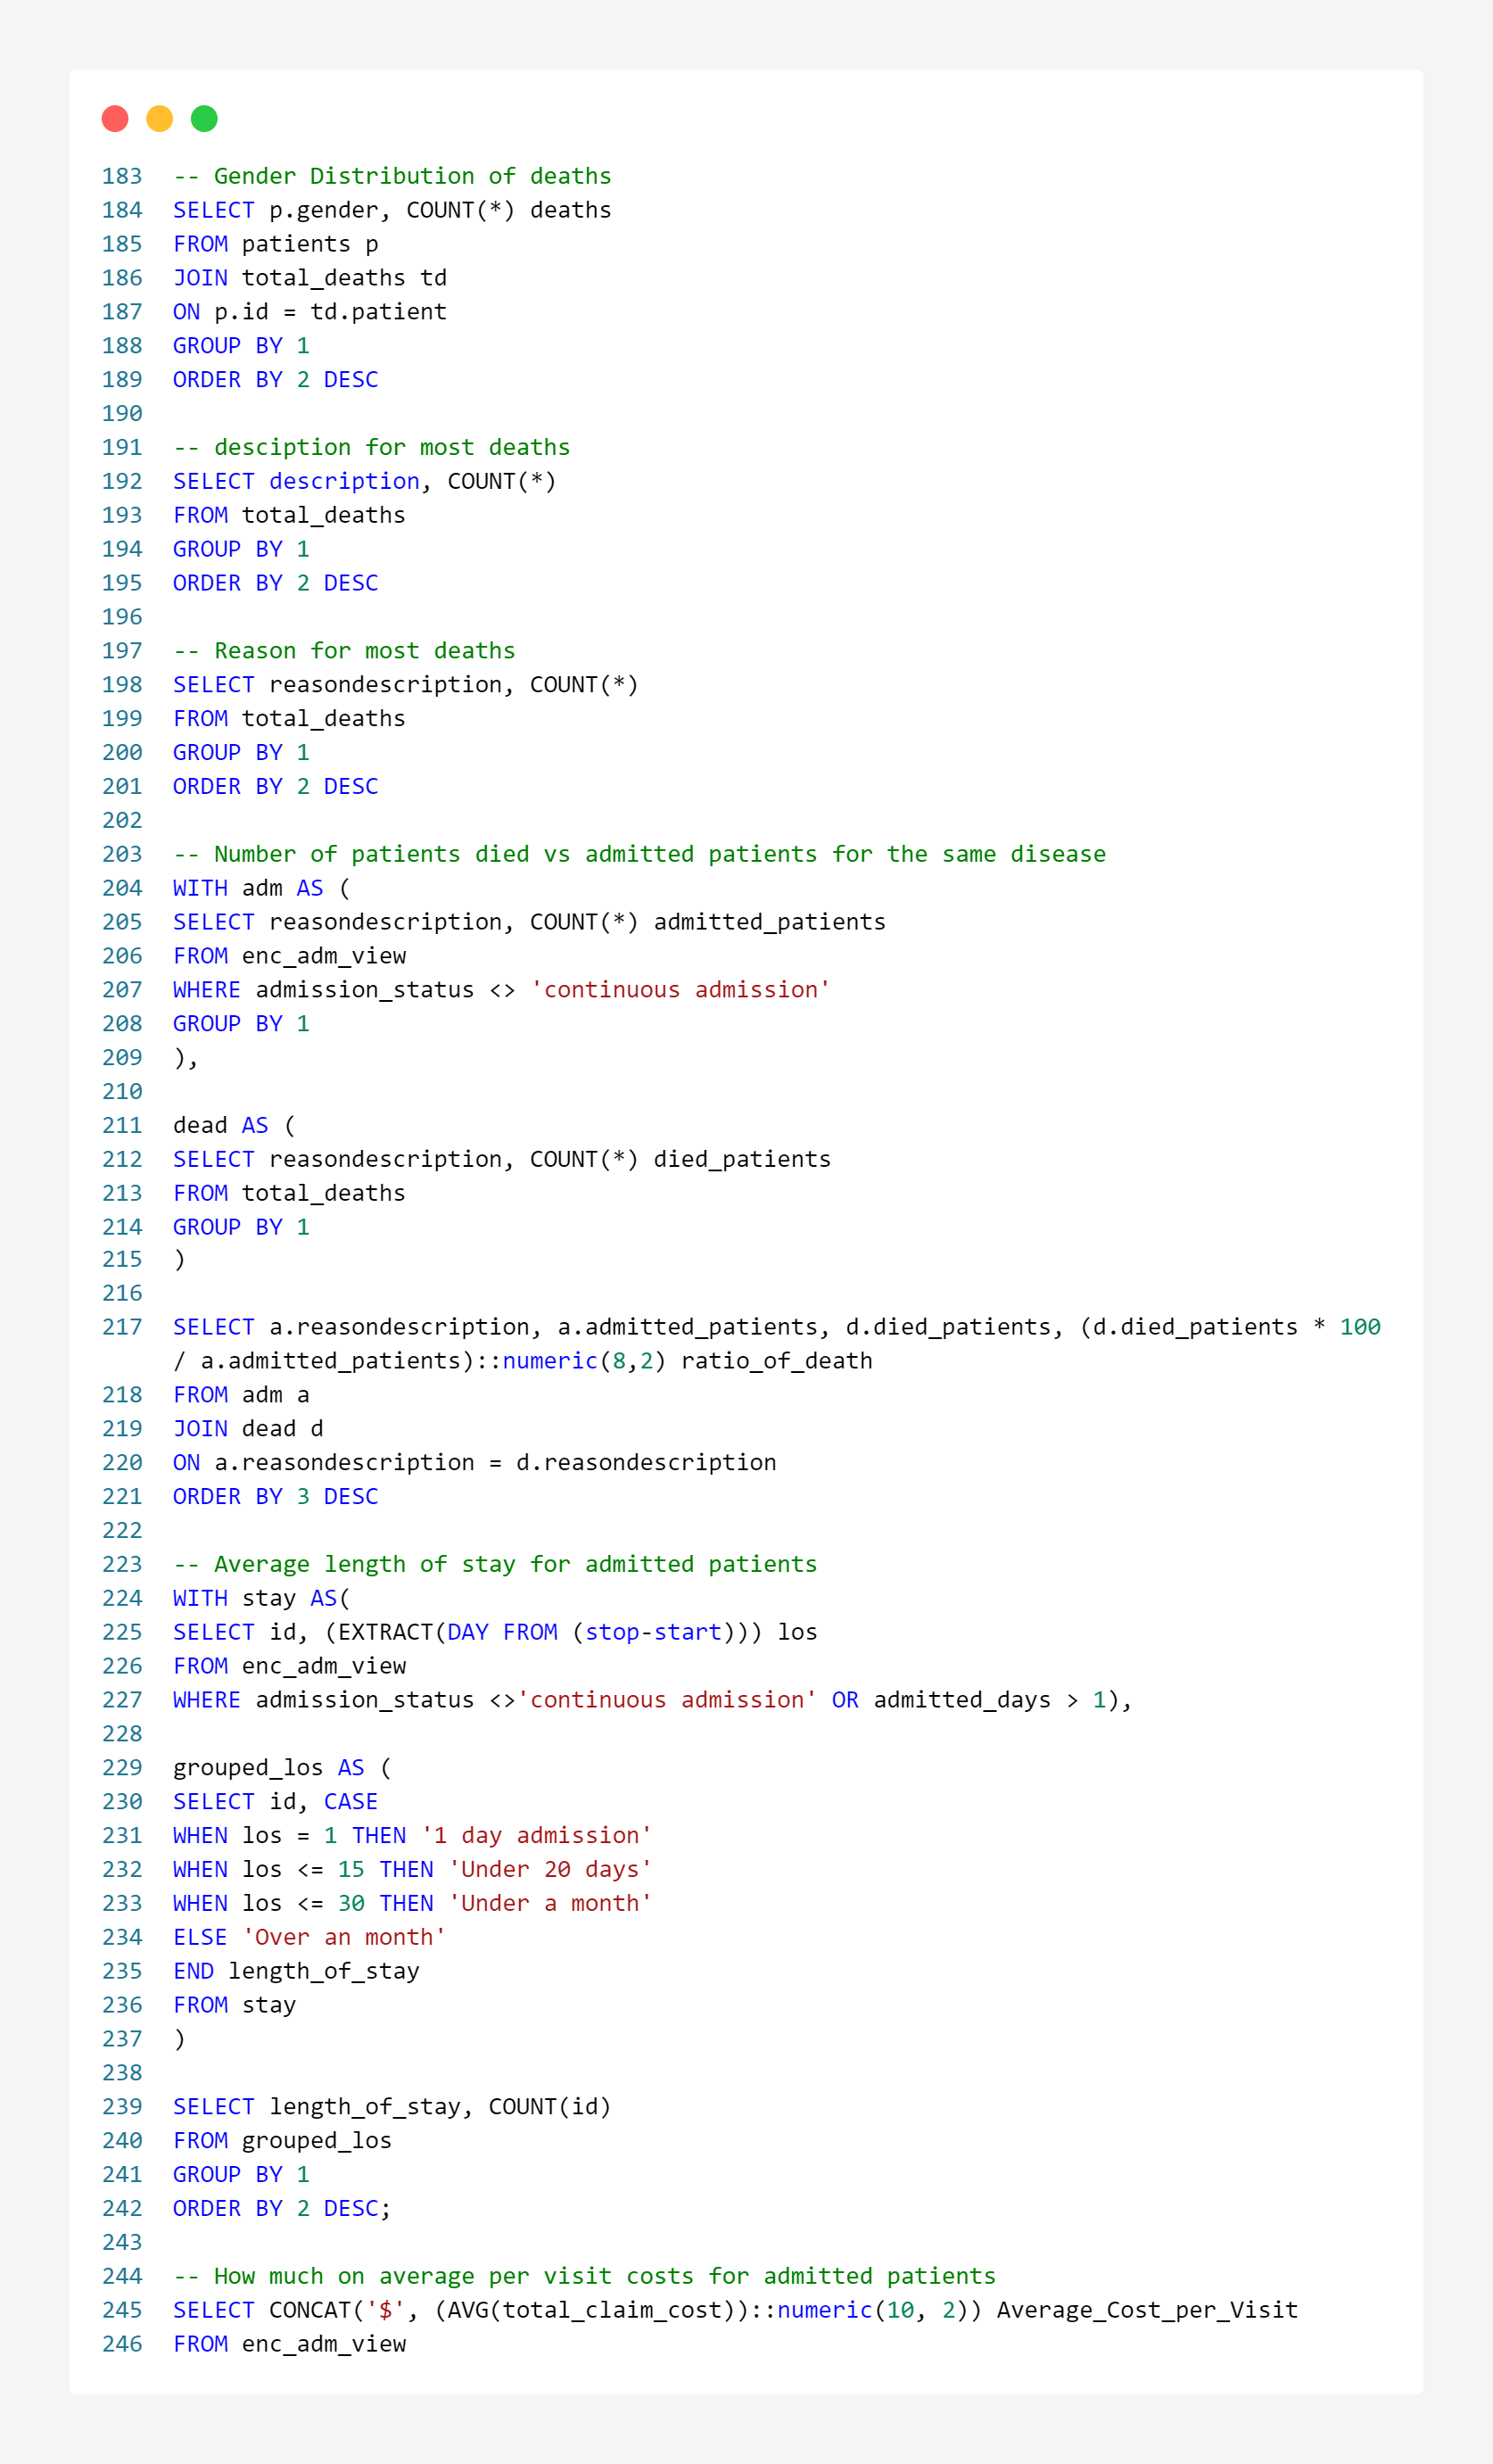 183 -- Gender Distribution of deaths
184 SELECT p.gender, COUNT(*) deaths
185 FROM patients p
186 JOIN total_deaths td
187 ON p.id = td.patient
188 GROUP BY 1
189 ORDER BY 2 DESC
190
191 -- desciption for most deaths
192 SELECT description, COUNT(*)
193 FROM total_deaths
194 GROUP BY 1
195 ORDER BY 2 DESC
196
197 -- Reason for most deaths
198 SELECT reasondescription, COUNT(*)
199 FROM total_deaths
200 GROUP BY 1
201 ORDER BY 2 DESC
202
203 -- Number of patients died vs admitted patients for the same disease
204 WITH adm AS (
205 SELECT reasondescription, COUNT(*) admitted_patients
206 FROM enc_adm_view
207 WHERE admission_status <> 'continuous admission'
208 GROUP BY 1
209 ),
210
211 dead AS (
212 SELECT reasondescription, COUNT(*) died_patients
213 FROM total_deaths
214 GROUP BY 1
215 )
216
217 SELECT a.reasondescription, a.admitted_patients, d.died_patients, (d.died_patients * 100
/ a.admitted_patients)::numeric(8,2) ratio_of_death
218 FROM adm a
219 JOIN dead d
220 ON a.reasondescription = d.reasondescription
221 ORDER BY 3 DESC
222
223 -- Average length of stay for admitted patients
224 WITH stay AS(
225 SELECT id, (EXTRACT(DAY FROM (stop-start))) los
226 FROM enc_adm_view
227 WHERE admission_status <>'continuous admission' OR admitted_days > 1),
228
229 grouped_los AS (
230 SELECT id, CASE
231 WHEN los = 1 THEN '1 day admission'
232 WHEN los <= 15 THEN 'Under 20 days'
233 WHEN los <= 30 THEN 'Under a month'
234 ELSE 'Over an month'
235 END length_of_stay
236 FROM stay
237 )
238
239 SELECT length_of_stay, COUNT(id)
240 FROM grouped_los
241 GROUP BY 1
242 ORDER BY 2 DESC;
243
244 -- How much on average per visit costs for admitted patients
245 SELECT CONCAT('$', (AVG(total_claim_cost))::numeric(10, 2)) Average_Cost_per_Visit
246 FROM enc_adm_view